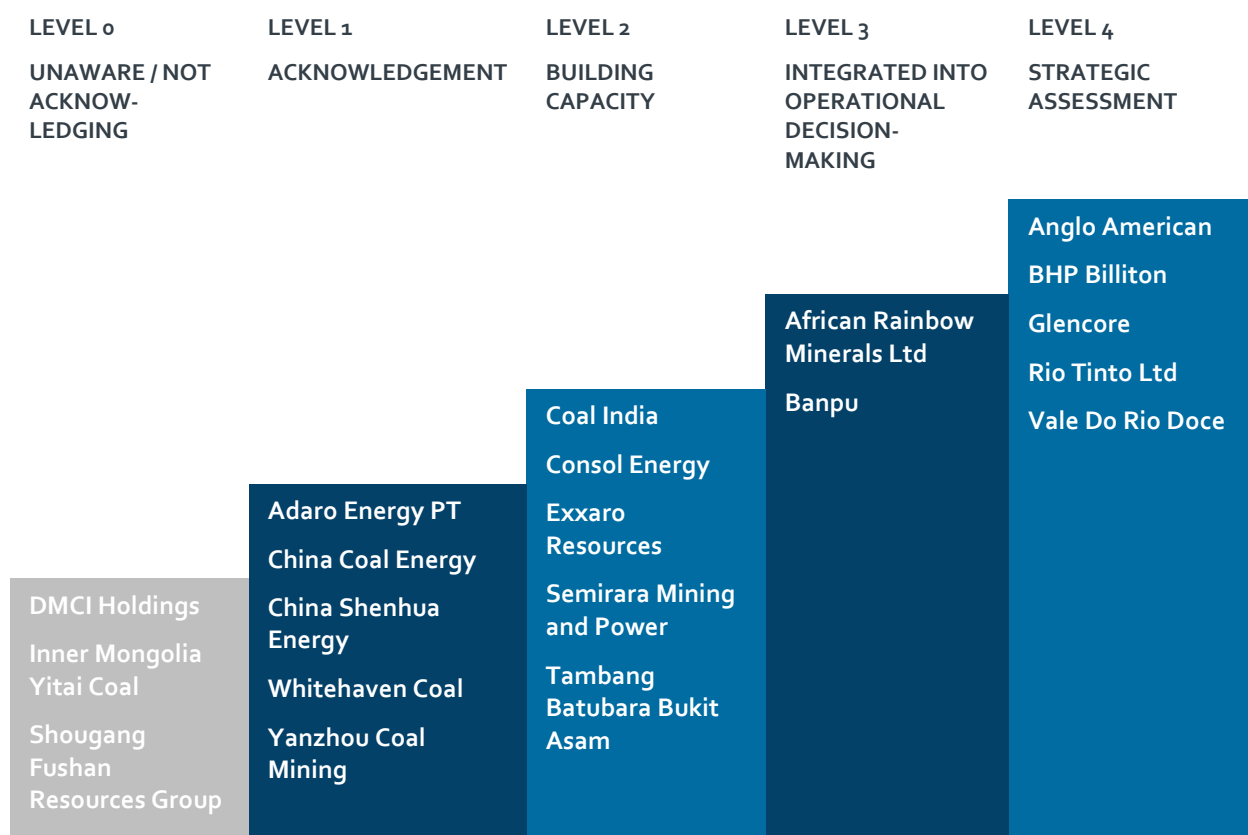 LEVEL 0
UNAWARE / NOT
ACKNOW-
LEDGING
DMCI Holdings
Inner Mongolia
Yitai Coal
Shougang
Fushan
Resources Group
LEVEL 1
ACKNOWLEDGEMENT
Adaro Energy PT
China Coal Energy
China Shenhua
Energy
Whitehaven Coal
Yanzhou Coal
Mining
LEVEL 2
BUILDING
CAPACITY
Coal India
Consol Energy
Exxaro
Resources
Semirara Mining
and Power
Tambang
Batubara Bukit
Asam
LEVEL 3
INTEGRATED INTO
OPERATIONAL
DECISION-
MAKING
African Rainbow
Minerals Ltd
Banpu
LEVEL 4
STRATEGIC
ASSESSMENT
Anglo American
BHP Billiton
Glencore
Rio Tinto Ltd
Vale Do Rio Doce